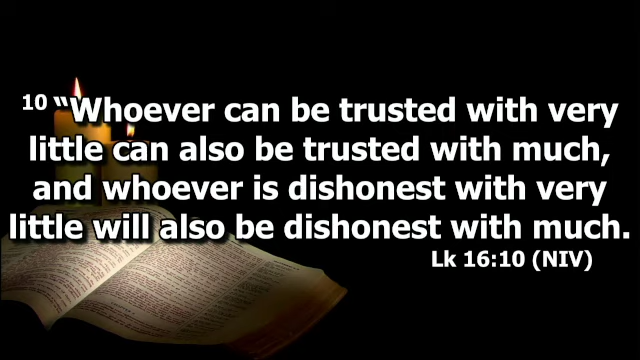 10 “Whoever can be trusted with very
little can also be trusted with much,
and whoever is dishonest with very
little will also be dishonest with much.
Lk 16:10 (NIV)